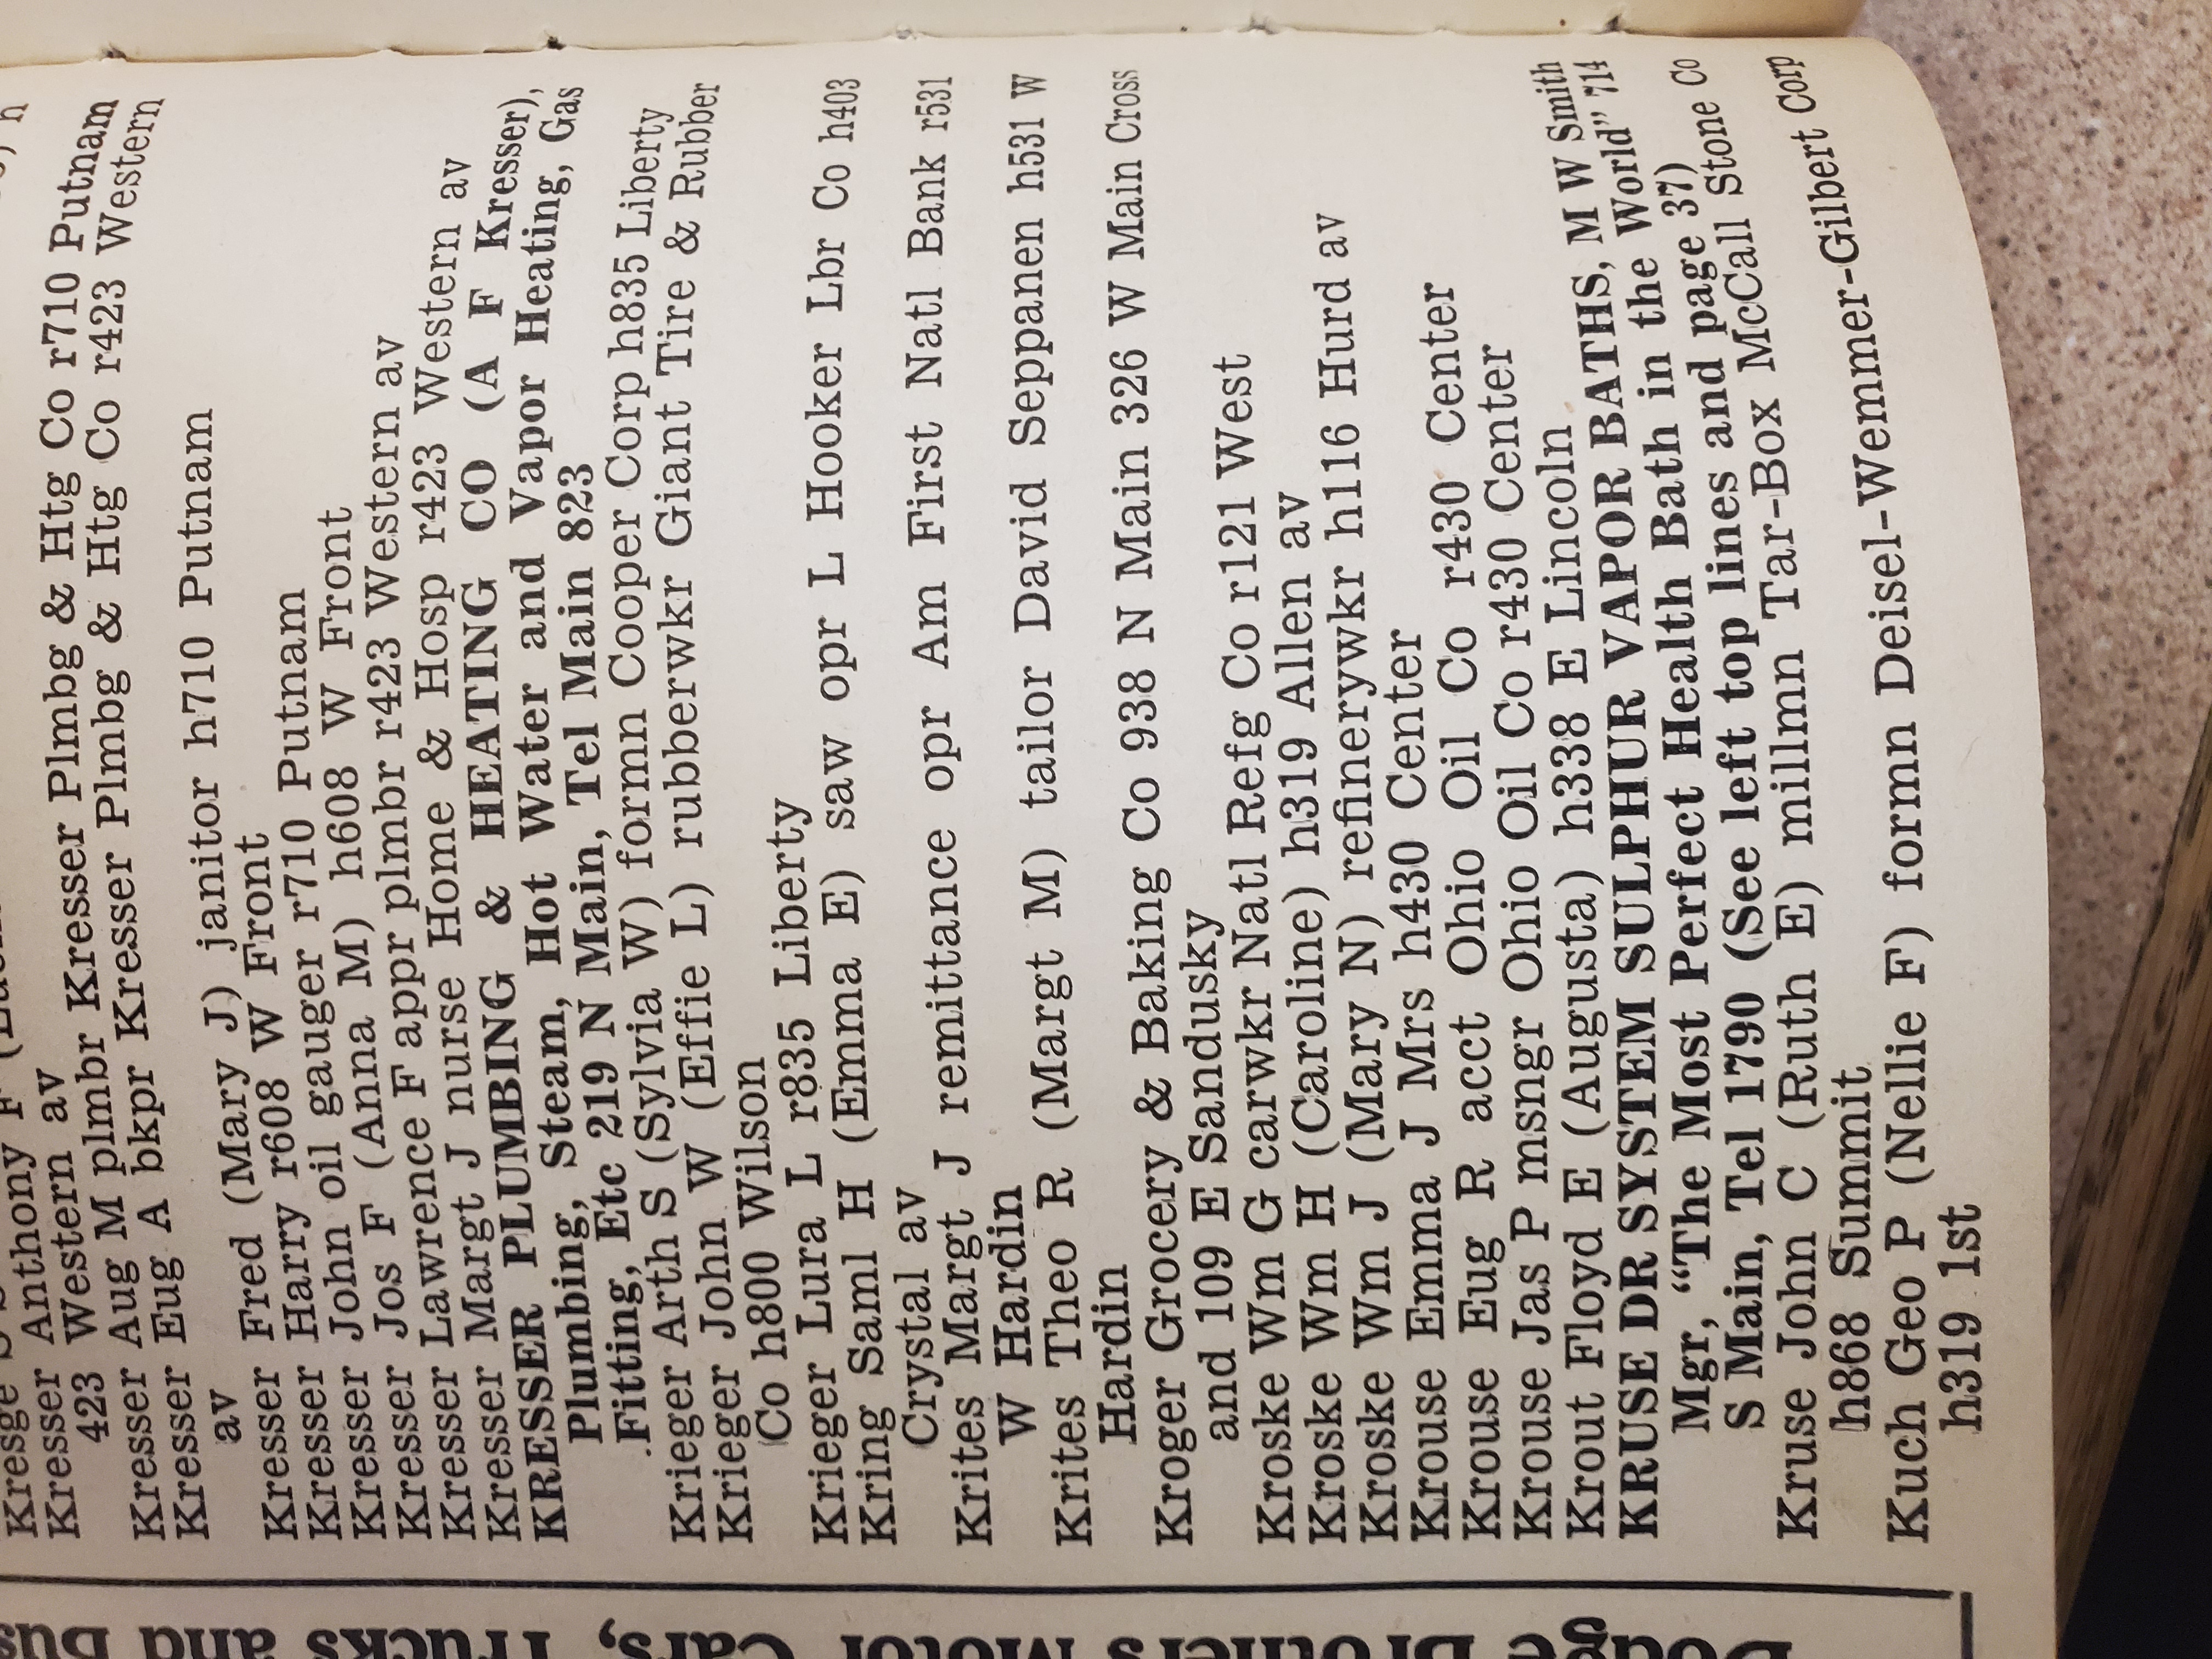 Kresser Anthony F
423 Western av
Kresser Aug M plmbr Kresser Plmbg & Htg Co r710 Putnam
Kresser Eug A bkpr Kresser Plmbg & Htg Co r423 Western
av
Kresser Fred (Mary J) janitor h710 Putnam
Kresser Harry r608 W Front
Kresser John oil gauger r710 Putnam
Kresser Jos F (Anna M) h608 W Front
Kresser Lawrence F appr plmbr r423 Western av
Kresser Margt J nurse Home & Hosp r423 Western av
KRESSER PLUMBING & HEATING CO (A F Kresser),
Plumbing, Steam, Hot Water and Vapor Heating, Gas
Fitting, Etc 219 N Main, Tel Main 823
Krieger Arth S (Sylvia W) formn Cooper Corp h835 Liberty
Krieger John W (Effie L) rubberwkr Giant Tire & Rubber
Co h800 Wilson
Krieger Lura L r835 Liberty
Kring Saml H (Emma E) saw opr L Hooker Lbr Co h403
Crystal av
Krites Margt J remittance opr Am First Natl Bank r531
W Hardin
Krites Theo R (Margt M) tailor David Seppanen h531 W
Hardin
Kroger Grocery & Baking Co 938 N Main 326 W Main Cross
and 109 E Sandusky
Kroske Wm G carwkr Natl Refg Co r121 West
Kroske Wm H (Caroline) h319 Allen av
Kroske Wm J (Mary N) refinerywkr h116 Hurd av
Krouse Emma J Mrs h430 Center
Krouse Eug R acct Ohio Oil Co r430 Center
Krouse Jas P msngr Ohio Oil Co r430 Center
Krout Floyd E (Augusta) h338 E Lincoln
KRUSE DR SYSTEM SULPHUR VAPOR BATHS, M W Smith
Mgr, “The Most Perfect Health Bath in the World” 714
S Main, Tel 1790 (See left top lines and page 37)
Kruse John C (Ruth E) millmn Tar-Box McCall Stone Co
h868 Summit
Kuch Geo P (Nellie F) formn Deisel-Wemmer-Gilbert Corp
h319 1st
Brothers Motor Cars, Trucks and